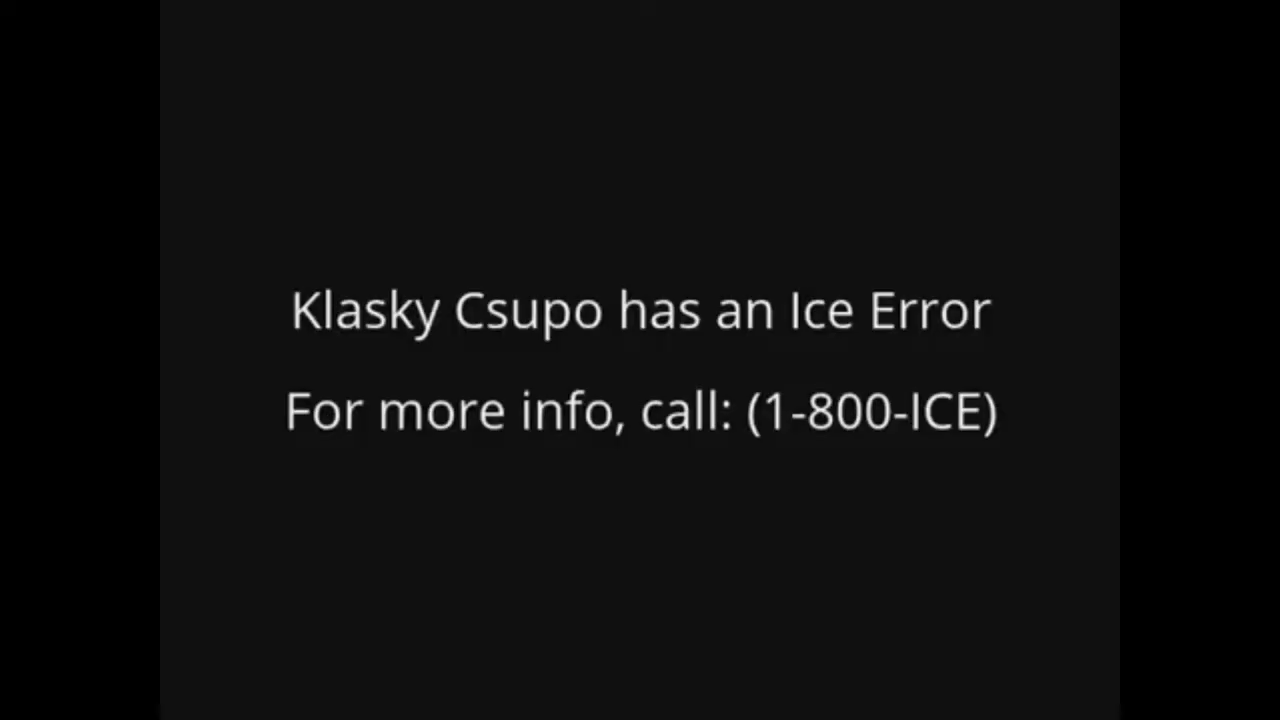 Klasky Csupo has an Ice Error
For more info, call: (1-800-ICE)